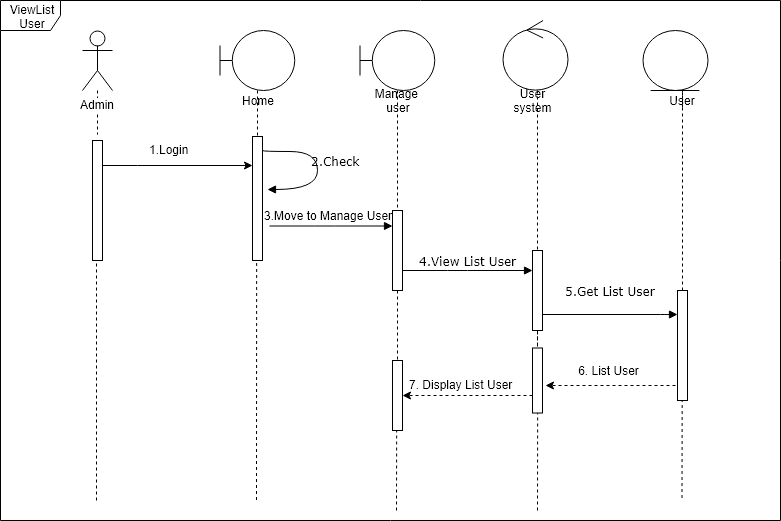 ViewList
User
Admin
Home
Manage
user
User
system
User
1.Login
2.Check
3.Move to Manage User
4.View List User
5.Get List User
6. List User
7. Display List User